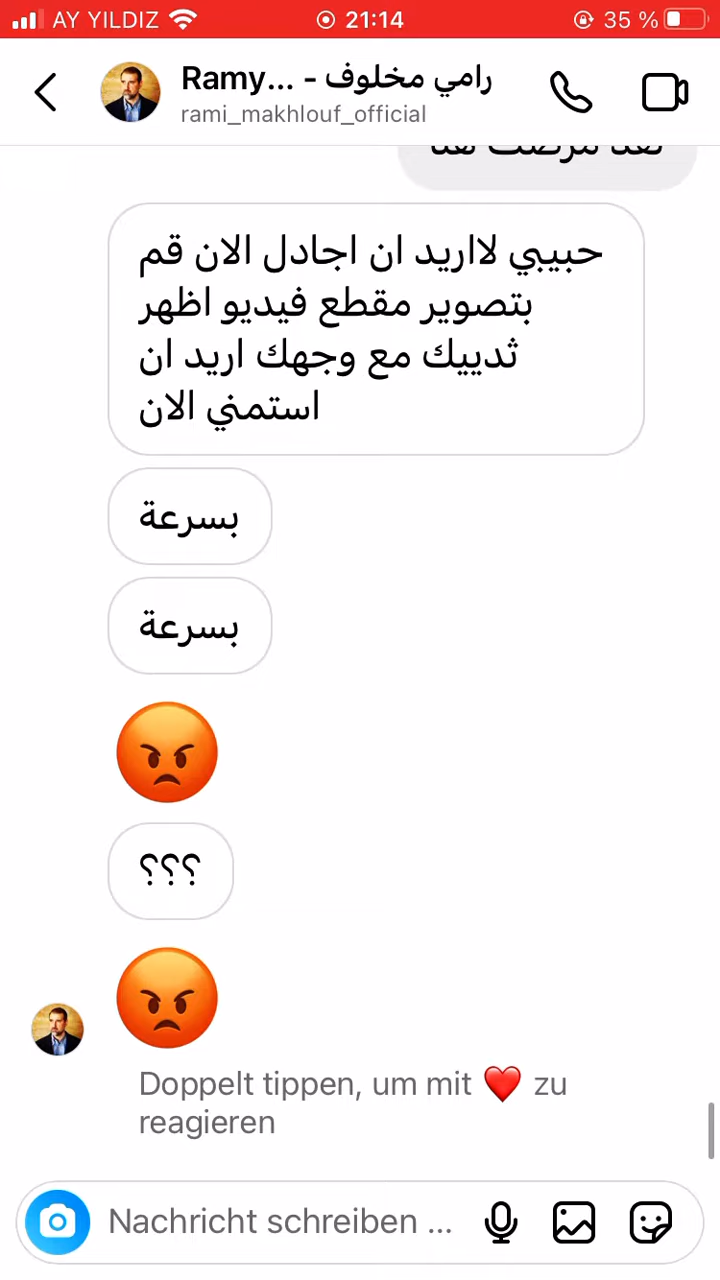 AY YILDIZ 21:14 35 %
Ramy... - رامي مخلوف
rami_makhlouf_official
حبيبي لااريد ان اجادل الان قم
بتصوير مقطع فيديو اظهر
ثدييك مع وجهك اريد ان
استمني الان
بسرعة
بسرعة
؟؟؟
Doppelt tippen, um mit ❤️ zu
reagieren
Nachricht schreiben ...